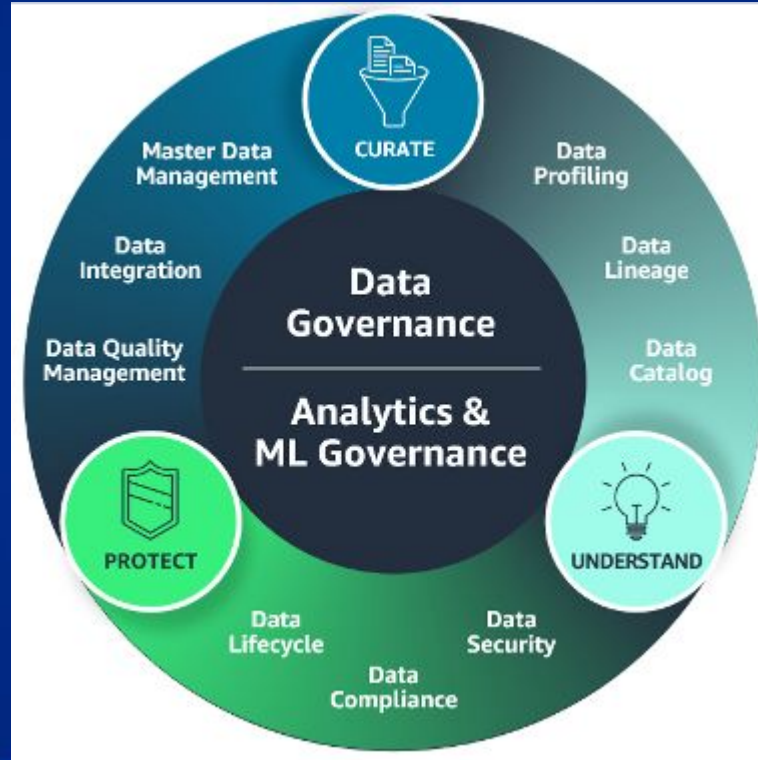 CURATE
Master Data
Management
Data
Profiling
Data
Integration
Data
Lineage
Data
Governance
Data Quality
Management
Data
Catalog
Analytics &
ML Governance
PROTECT
UNDERSTAND
Data
Lifecycle
Data
Security
Data
Compliance